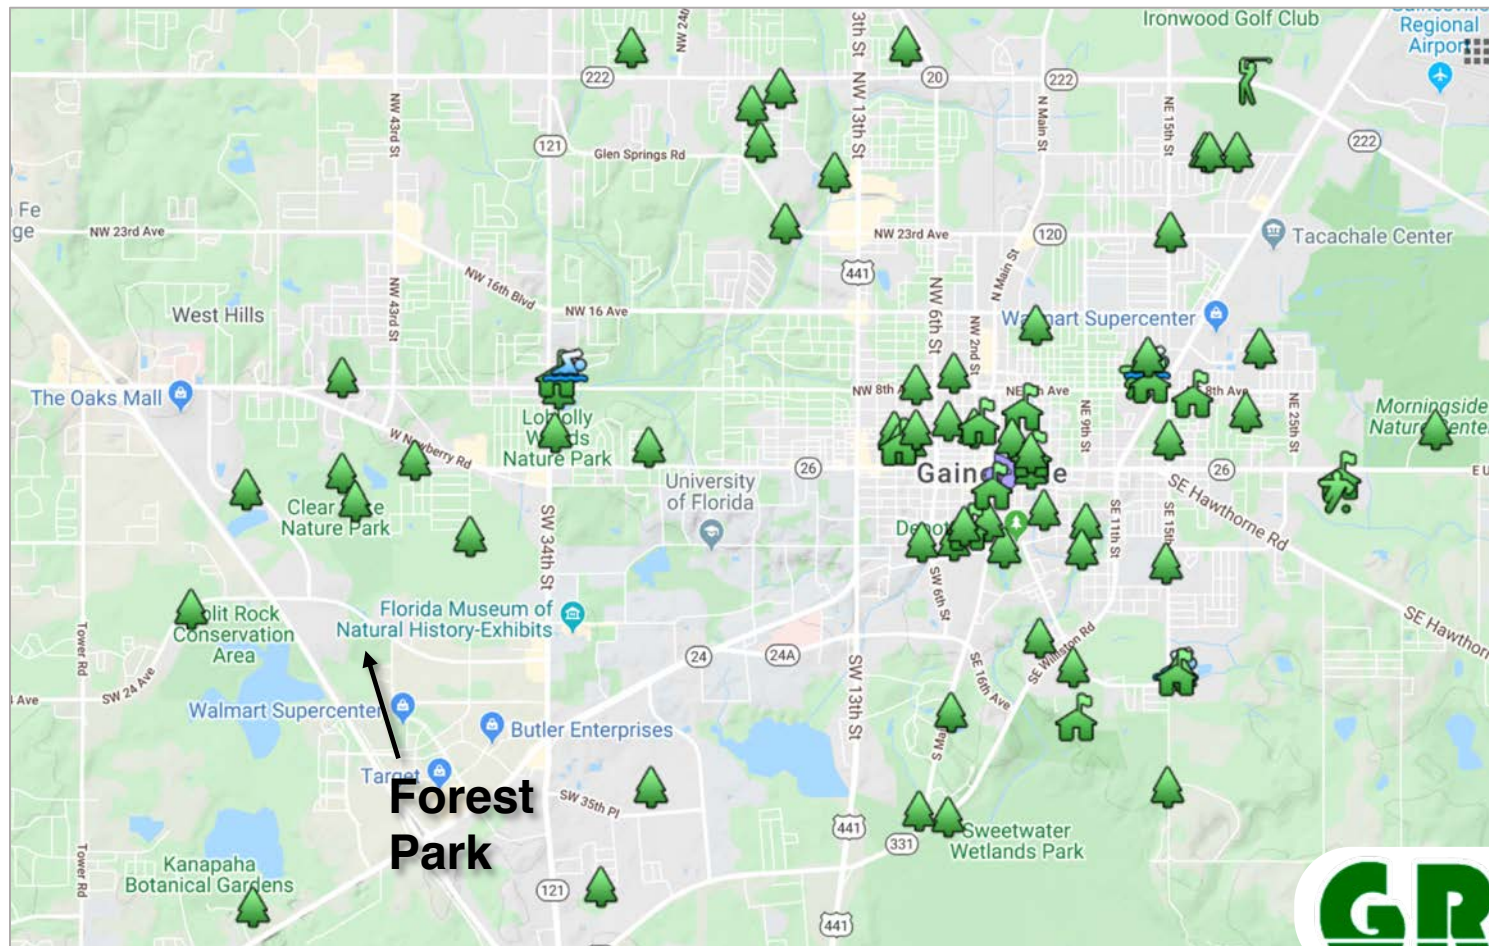 Ironwood Golf Club
Gainesville
Regional
Airport
NW 24t
3th St
222
20
222
NW 43rd St
NW 13th St
N Main St
NE 15th St
121
Glen Springs Rd
222
Fe
ge
NW 23rd Ave
NW 23rd Ave
120
Tacachale Center
441
NW 16th Blvd
N Main St
NW 43rd St
NW 16 Ave
NW 6th St
West Hills
NW 2nd St
Walmart Supercenter
The Oaks Mall
NW 8th A
NE 8th Ave
8th Ave
NE 9th St
NE 25th St
Morningside
Nature Center
Loblolly
Woods
Nature Park
W Newberry Rd
26
26
E U
University
of Florida
Gainesville
SE Hawthorne Rd
Clear Lake
Nature Park
SW 34th St
Depot
SE 11th St
SE 15th
SW 6th St
Split Rock
Conservation
Area
Florida Museum of
Natural History-Exhibits
SE Hawthorn
Tower Rd
24
24A
SW 13th St
SE 16th Ave
SE Williston Rd
Ave
SW 24 Ave
Walmart Supercenter
Butler Enterprises
S Ma
Target
Forest
Park
SW 35th Pl
441
331
Sweetwater
Wetlands Park
Tower Rd
Kanapaha
Botanical Gardens
121
441
GR